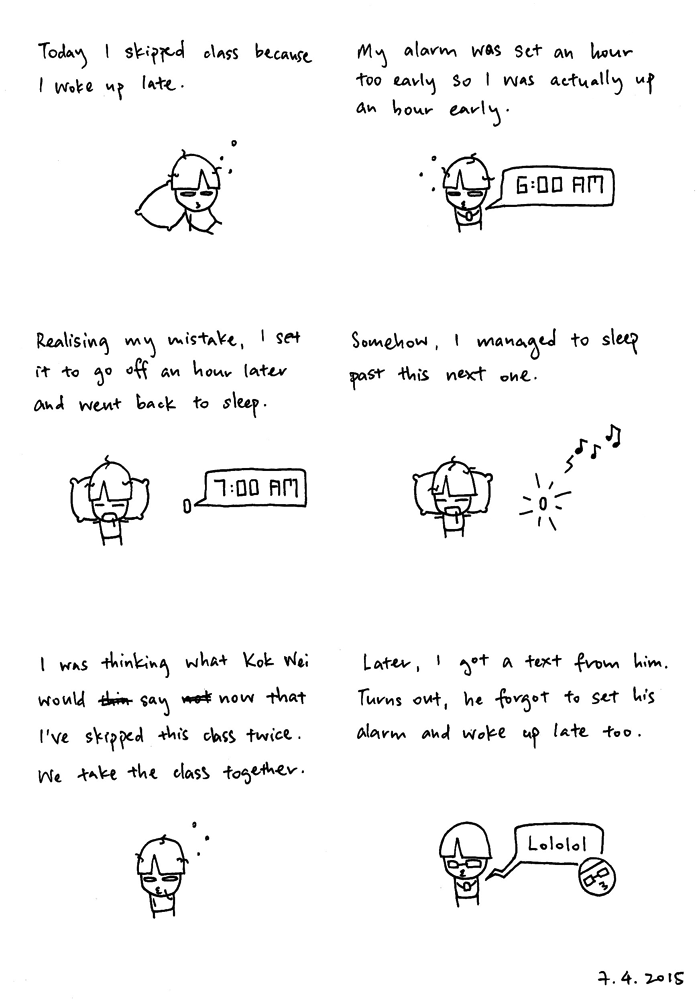 Today I skipped class because
I woke up late.
My alarm was set an hour
too early so I was actually up
an hour early.
6:00 AM
Realising my mistake, I set
it to go off an hour later
and went back to sleep.
7:00 AM
Somehow, I managed to sleep
past this next one.
I was thinking what Kok Wei
would thin say not now that
I've skipped this class twice.
We take the class together.
Later, I got a text from him.
Turns out, he forgot to set his
alarm and woke up late too.
Lololol
7.4.2015